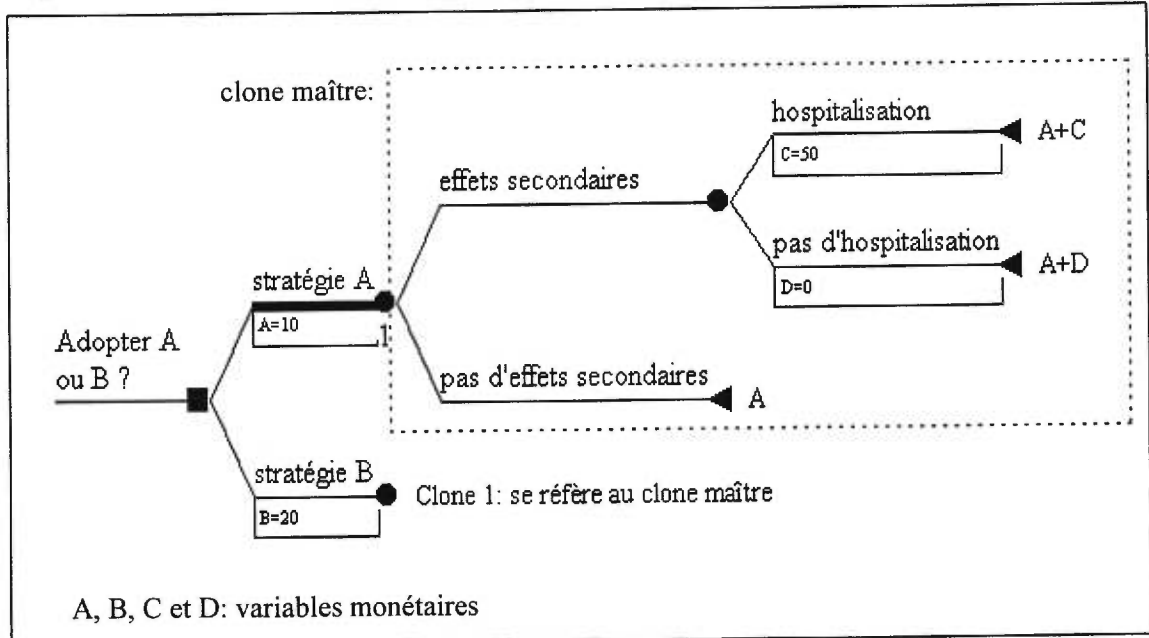 clone maître:
hospitalisation
A+C
C=50
effets secondaires
pas d'hospitalisation
A+D
D=0
stratégie A
A=10
1
Adopter A
ou B ?
pas d'effets secondaires
A
stratégie B
Clone 1: se réfère au clone maître
B=20
A, B, C et D: variables monétaires